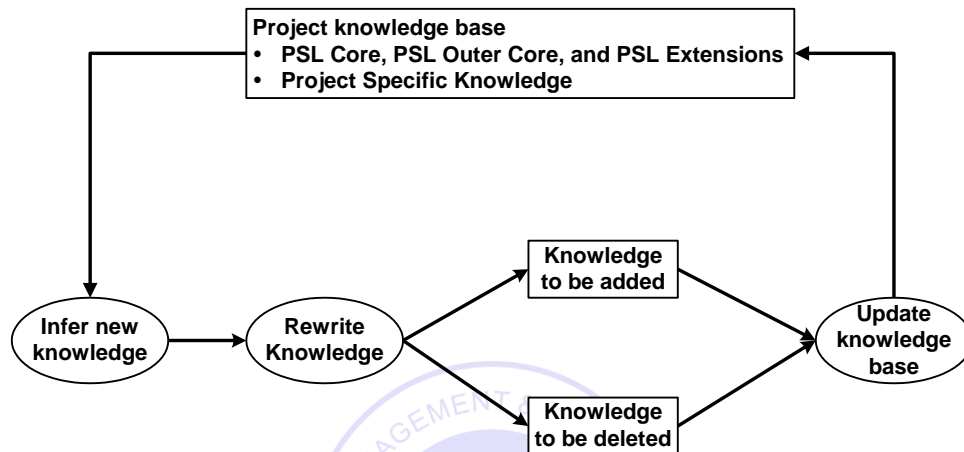 Project knowledge base
• PSL Core, PSL Outer Core, and PSL Extensions
• Project Specific Knowledge
Knowledge
to be added
Infer new
knowledge
Rewrite
Knowledge
Update
knowledge
base
Knowledge
to be deleted
AGEMENT &